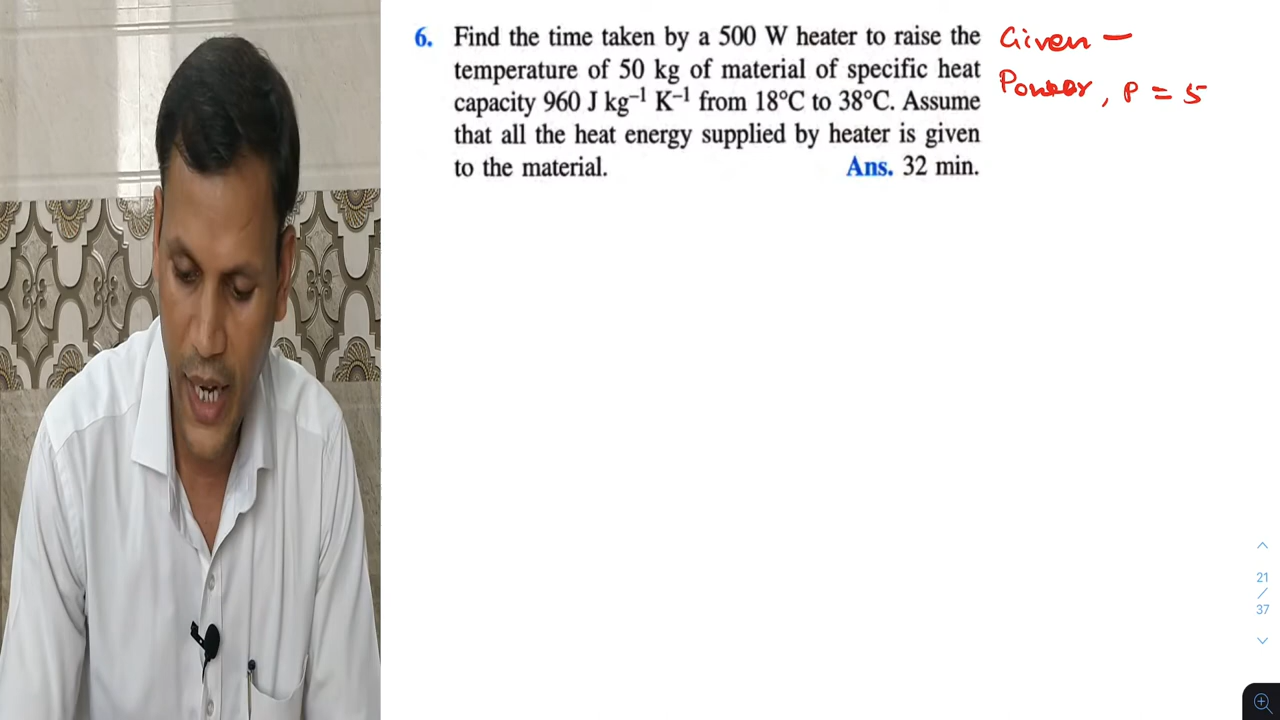 6. Find the time taken by a 500 W heater to raise the
temperature of 50 kg of material of specific heat
capacity 960 J kg⁻¹ K⁻¹ from 18°C to 38°C. Assume
that all the heat energy supplied by heater is given
to the material. Ans. 32 min.
Given –
Power, P = 5
21
/
37